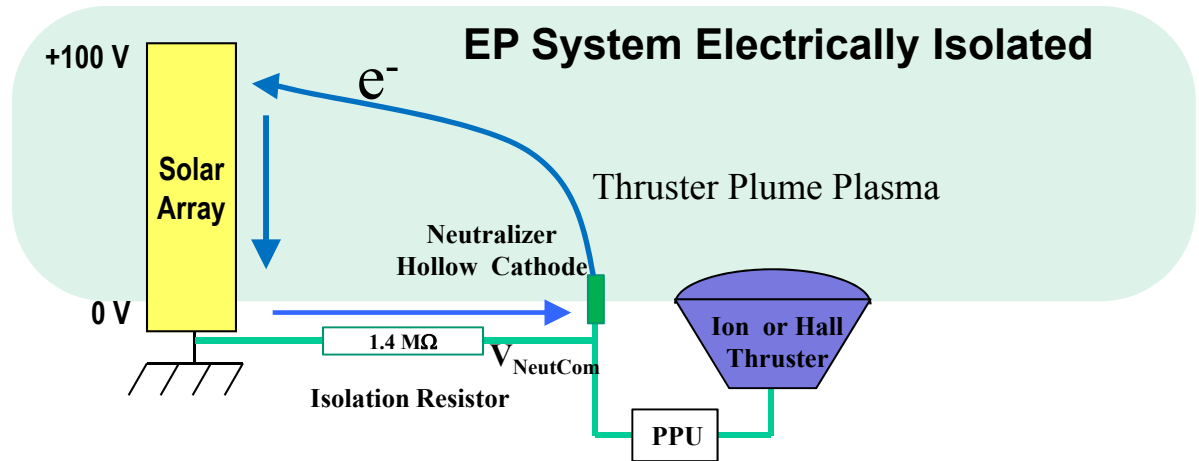 EP System Electrically Isolated
+100 V
e-
Solar
Array
Thruster Plume Plasma
Neutralizer
Hollow Cathode
0 V
1.4 MΩ
VNeutCom
Ion or Hall
Thruster
Isolation Resistor
PPU